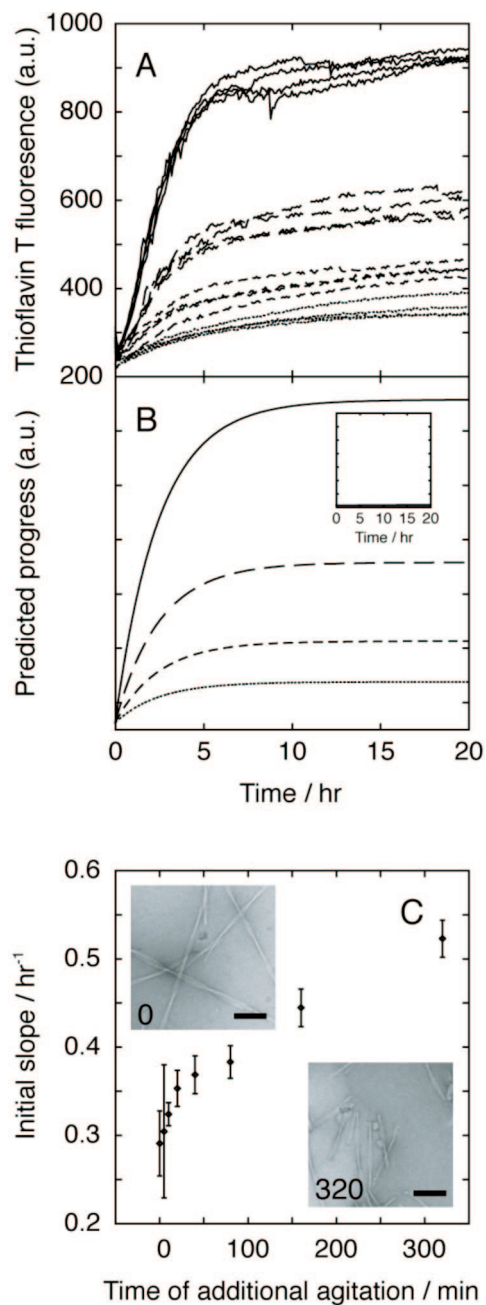 A
Thioflavin T fluoresence (a.u.)
1000
800
600
400
200
B
Predicted progress (a.u.)
0 5 10 15 20
Time / hr
0 5 10 15 20
Time / hr
C
Initial slope / hr⁻¹
0.6
0.5
0.4
0.3
0.2
0
320
0 100 200 300
Time of additional agitation / min